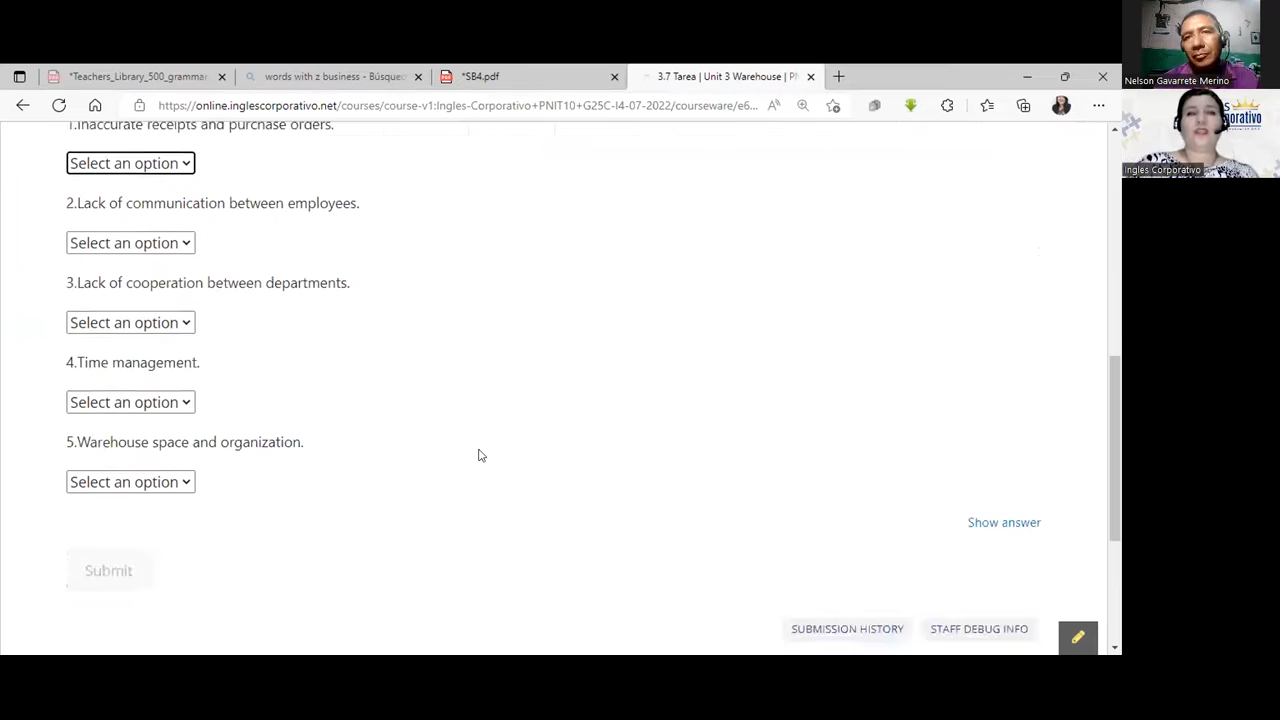 *Teachers_Library_500_grammar
words with z business - Búsquec
*SB4.pdf
3.7 Tarea | Unit 3 Warehouse | PN
https://online.inglescorporativo.net/courses/course-v1:Ingles-Corporativo+PNIT10+G25C-I4-07-2022/courseware/e6...
Nelson Gavarrete Merino
Ingles Corporativo
1.Inaccurate receipts and purchase orders.
Select an option
2.Lack of communication between employees.
Select an option
3.Lack of cooperation between departments.
Select an option
4.Time management.
Select an option
5.Warehouse space and organization.
Select an option
Show answer
Submit
SUBMISSION HISTORY
STAFF DEBUG INFO